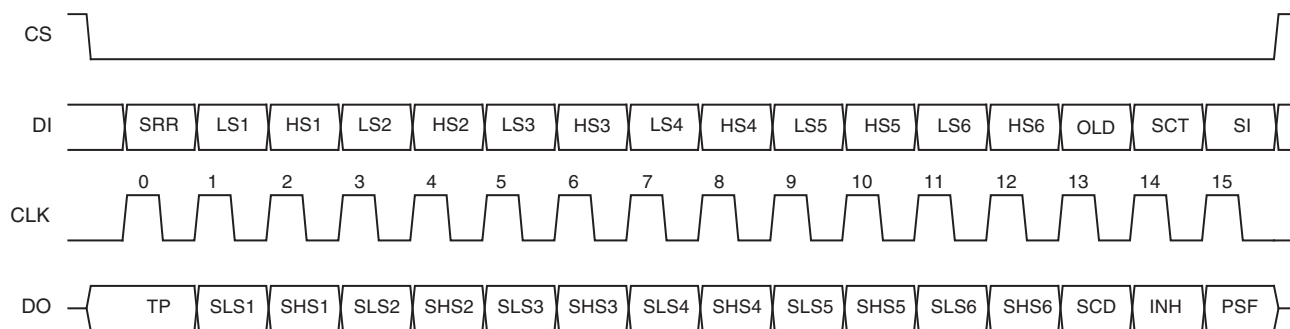 CS
DI SRR LS1 HS1 LS2 HS2 LS3 HS3 LS4 HS4 LS5 HS5 LS6 HS6 OLD SCT SI
0 1 2 3 4 5 6 7 8 9 10 11 12 13 14 15
CLK
DO TP SLS1 SHS1 SLS2 SHS2 SLS3 SHS3 SLS4 SHS4 SLS5 SHS5 SLS6 SHS6 SCD INH PSF